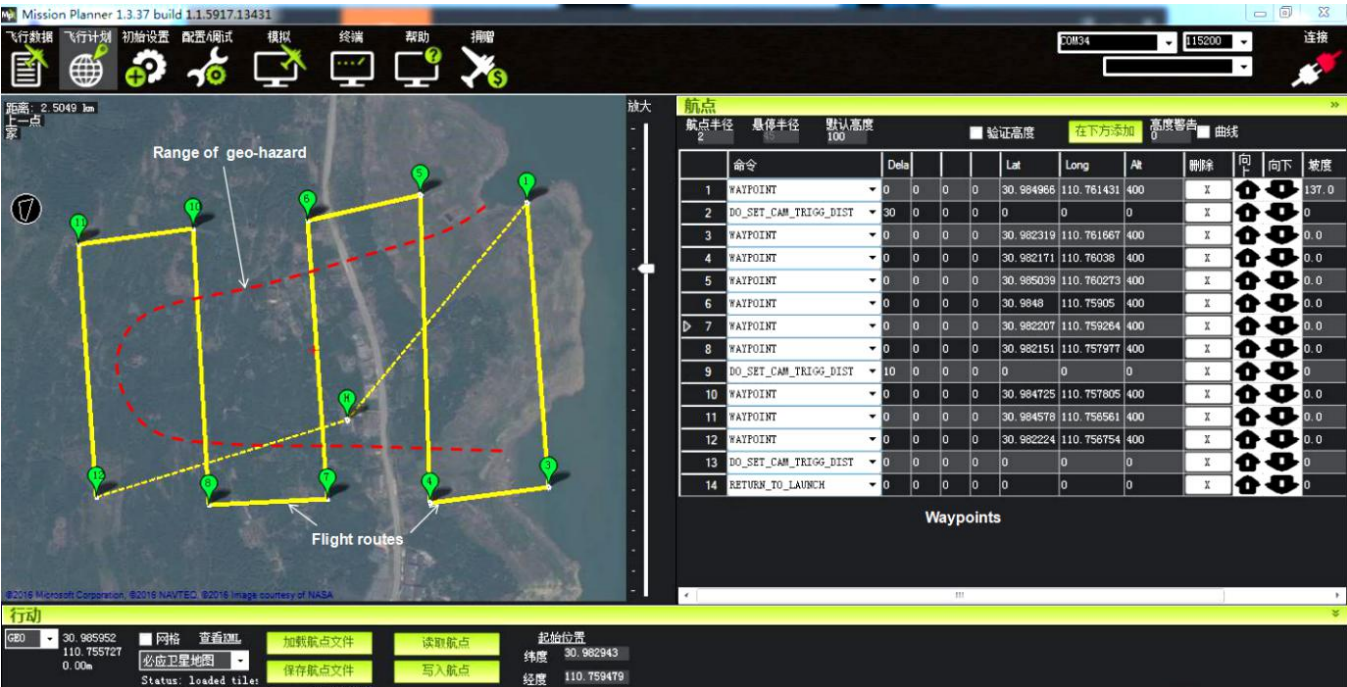 Mission Planner 1.3.37 build 1.1.5917.13431
飞行数据 飞行计划 初始设置 配置/调试 模拟 终端 帮助 捐赠
COM34 115200 连接
距离: 2.5049 km
上一点
家
放大
Range of geo-hazard
5
1
6
10
11
H
3
12
8
7
4
Flight routes
©2016 Microsoft Corporation, ©2016 NAVTEQ, ©2016 Image courtesy of NASA
航点
航点半径 悬停半径 默认高度 高度警告
2 45 100 验证高度 在下方添加 0 曲线
命令 Dela Lat Long Alt 删除 向上 向下 坡度
1 WAYPOINT 0 0 0 0 30.984966 110.761431 400 X 137.0
2 DO_SET_CAM_TRIGG_DIST 30 0 0 0 0 0 0 X 0
3 WAYPOINT 0 0 0 0 30.982319 110.761667 400 X 0.0
4 WAYPOINT 0 0 0 0 30.982171 110.76038 400 X 0.0
5 WAYPOINT 0 0 0 0 30.985039 110.760273 400 X 0.0
6 WAYPOINT 0 0 0 0 30.9848 110.75905 400 X 0.0
7 WAYPOINT 0 0 0 0 30.982207 110.759264 400 X 0.0
8 WAYPOINT 0 0 0 0 30.982151 110.757977 400 X 0.0
9 DO_SET_CAM_TRIGG_DIST 10 0 0 0 0 0 0 X 0
10 WAYPOINT 0 0 0 0 30.984725 110.757805 400 X 0.0
11 WAYPOINT 0 0 0 0 30.984578 110.756561 400 X 0.0
12 WAYPOINT 0 0 0 0 30.982224 110.756754 400 X 0.0
13 DO_SET_CAM_TRIGG_DIST 0 0 0 0 0 0 0 X 0
14 RETURN_TO_LAUNCH 0 0 0 0 0 0 0 X 0
Waypoints
行动
GEO 30.985952 网格 查看KML 加载航点文件 读取航点 起始位置
110.755727 必应卫星地图 纬度 30.982943
0.00m 保存航点文件 写入航点
Status: loaded tile: 经度 110.759479